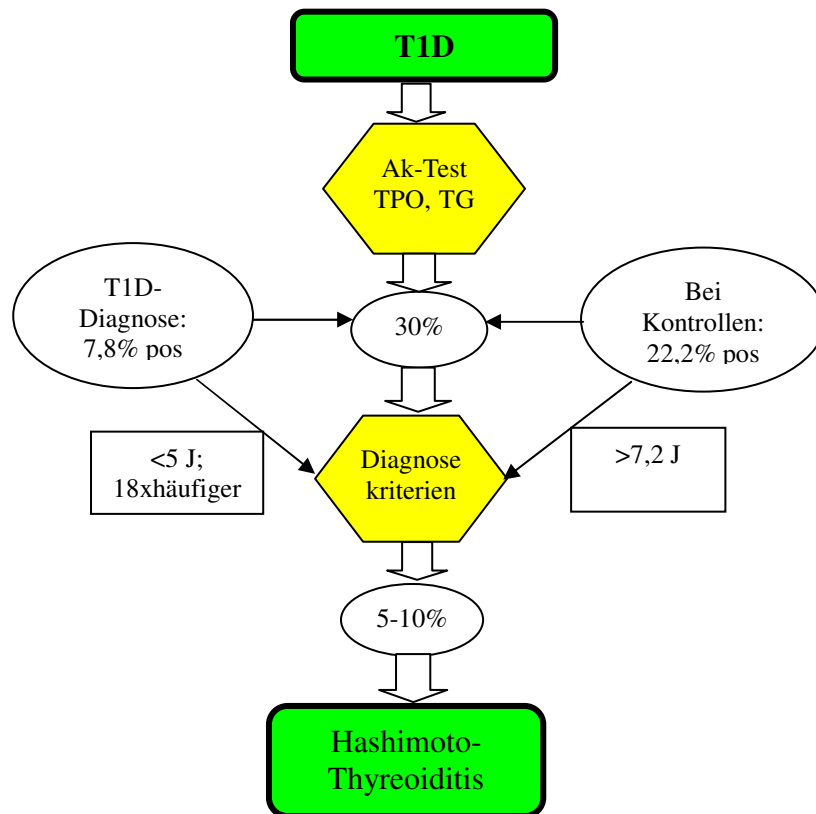 T1D
Ak-Test
TPO, TG
T1D-
Diagnose:
7,8% pos
30%
Bei
Kontrollen:
22,2% pos
<5 J;
18xhäufiger
Diagnose
kriterien
>7,2 J
5-10%
Hashimoto-
Thyreoiditis